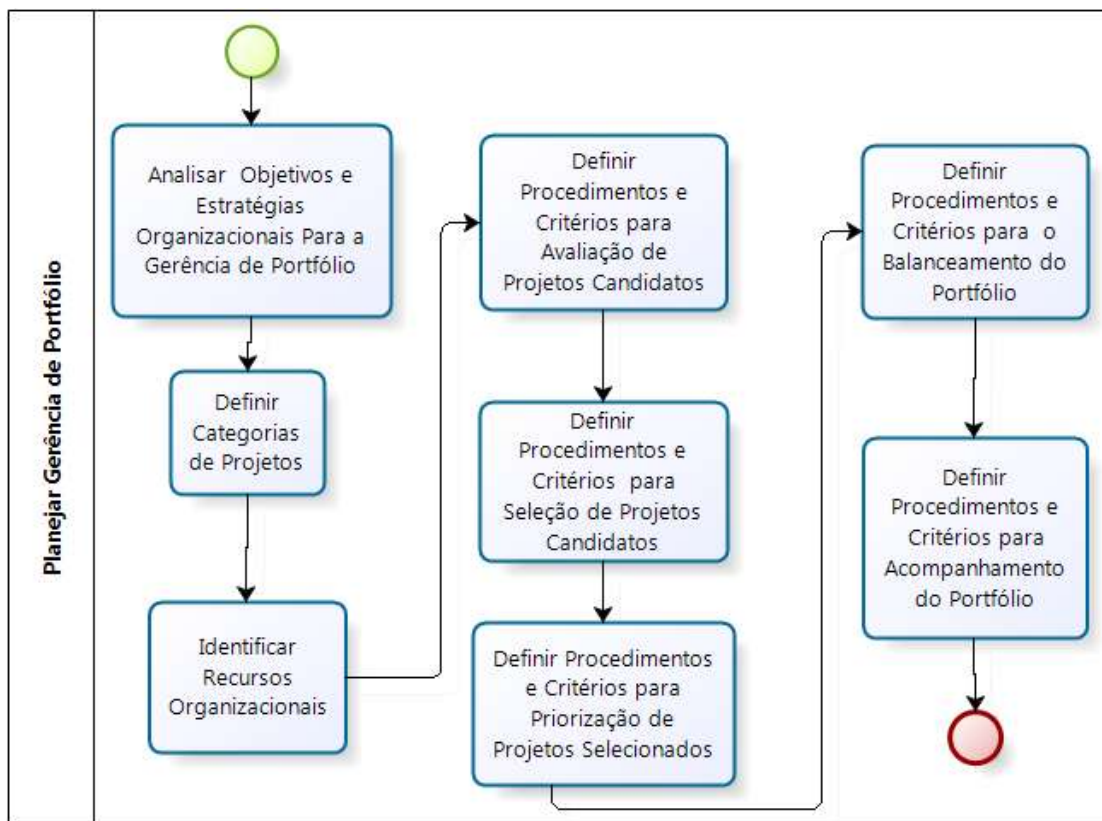 Planejar Gerência de Portfólio
Analisar Objetivos e
Estratégias
Organizacionais Para a
Gerência de Portfólio
Definir
Categorias
de Projetos
Identificar
Recursos
Organizacionais
Definir
Procedimentos e
Critérios para
Avaliação de
Projetos Candidatos
Definir
Procedimentos e
Critérios para
Seleção de Projetos
Candidatos
Definir Procedimentos
e Critérios para
Priorização de
Projetos Selecionados
Definir
Procedimentos e
Critérios para o
Balanceamento do
Portfólio
Definir
Procedimentos e
Critérios para
Acompanhamento
do Portfólio